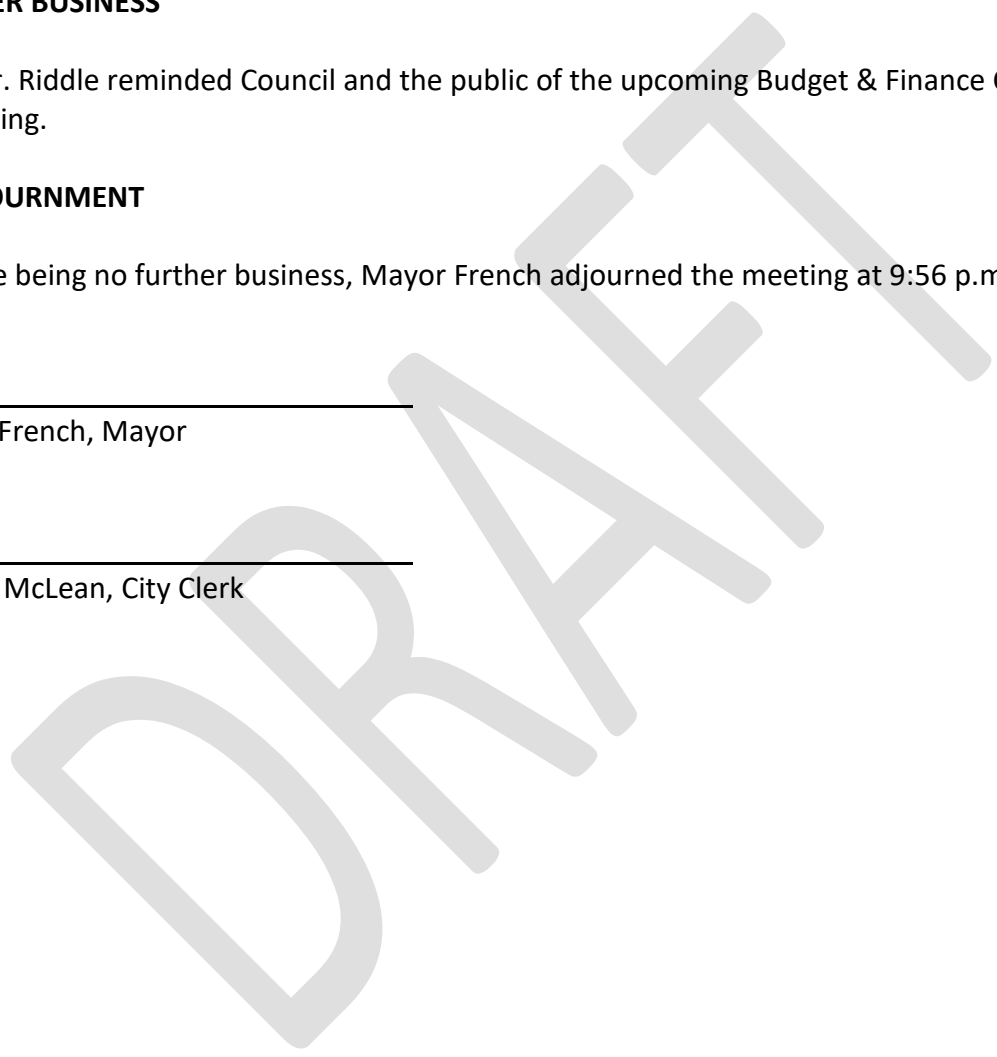 ER BUSINESS
r. Riddle reminded Council and the public of the upcoming Budget & Finance
ing.
OURNMENT
e being no further business, Mayor French adjourned the meeting at 9:56 p.m
French, Mayor
McLean, City Clerk
DRAFT